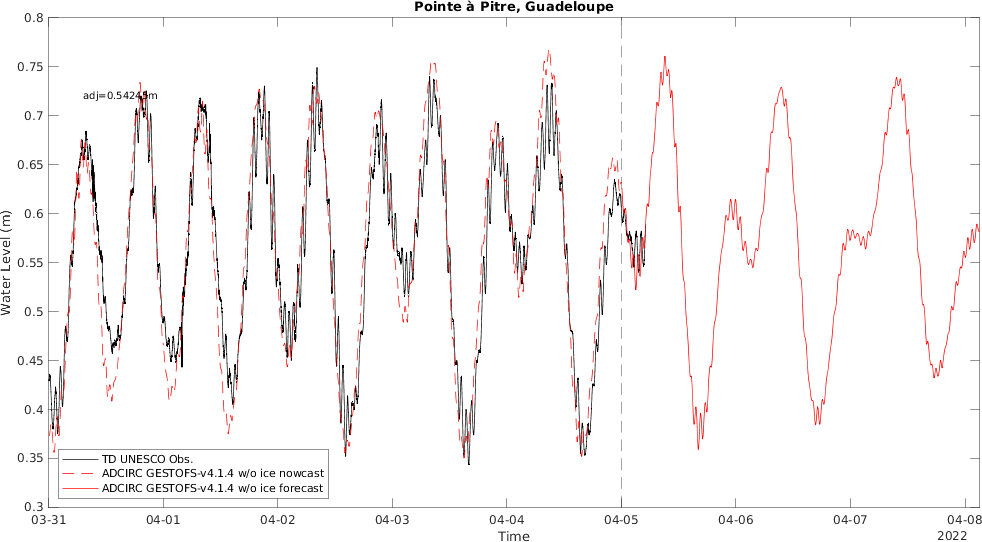 Pointe à Pitre, Guadeloupe
0.8
0.75
0.7
0.65
0.6
0.55
0.5
0.45
0.4
0.35
0.3
Water Level (m)
TD UNESCO Obs.
ADCIRC GESTOFS-v4.1.4 w/o ice nowcast
ADCIRC GESTOFS-v4.1.4 w/o ice forecast
03-31 04-01 04-02 04-03 04-04 04-05 04-06 04-07 04-08
Time
2022